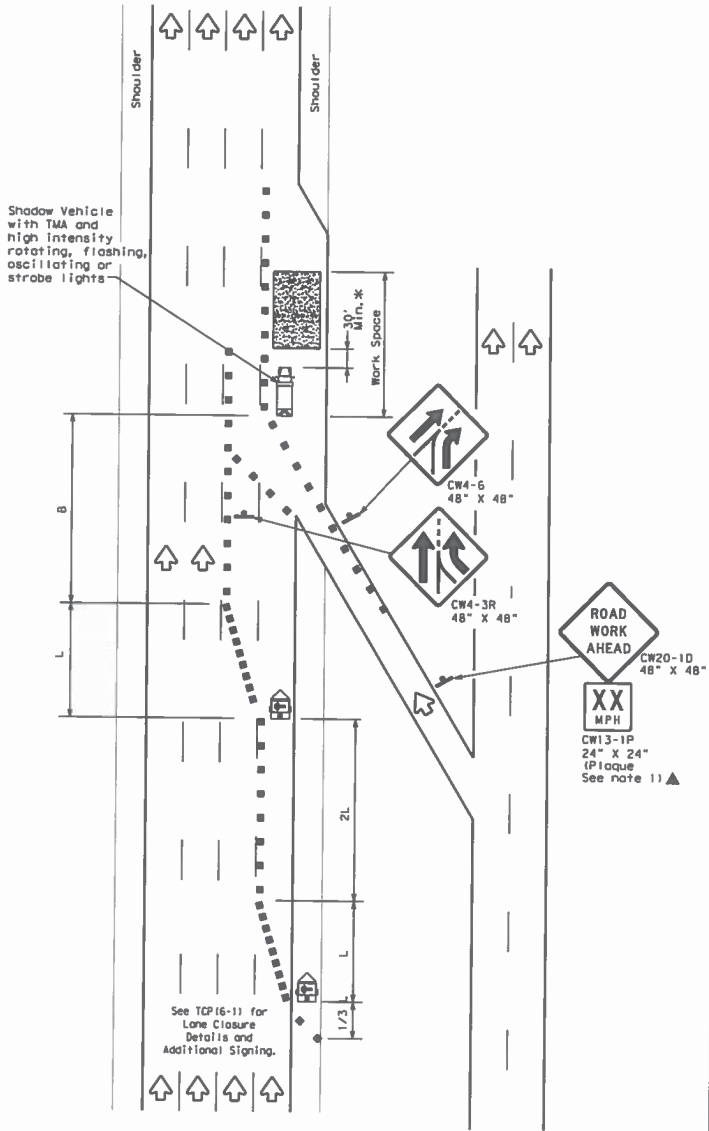 Shoulder
Shoulder
Shadow Vehicle
with TMA and
high intensity
rotating, flashing,
oscillating or
strobe lights
30'
Min.*
Work Space
CW4-6
48" X 48"
B
CW4-3R
48" X 48"
ROAD
WORK
AHEAD
CW20-1D
48" X 48"
L
XX
MPH
CW13-1P
24" X 24"
(Plaque
See note 1) ▲
2L
L
1/3 L
See TCP(6-1) for
Lane Closure
Details and
Additional Signing.